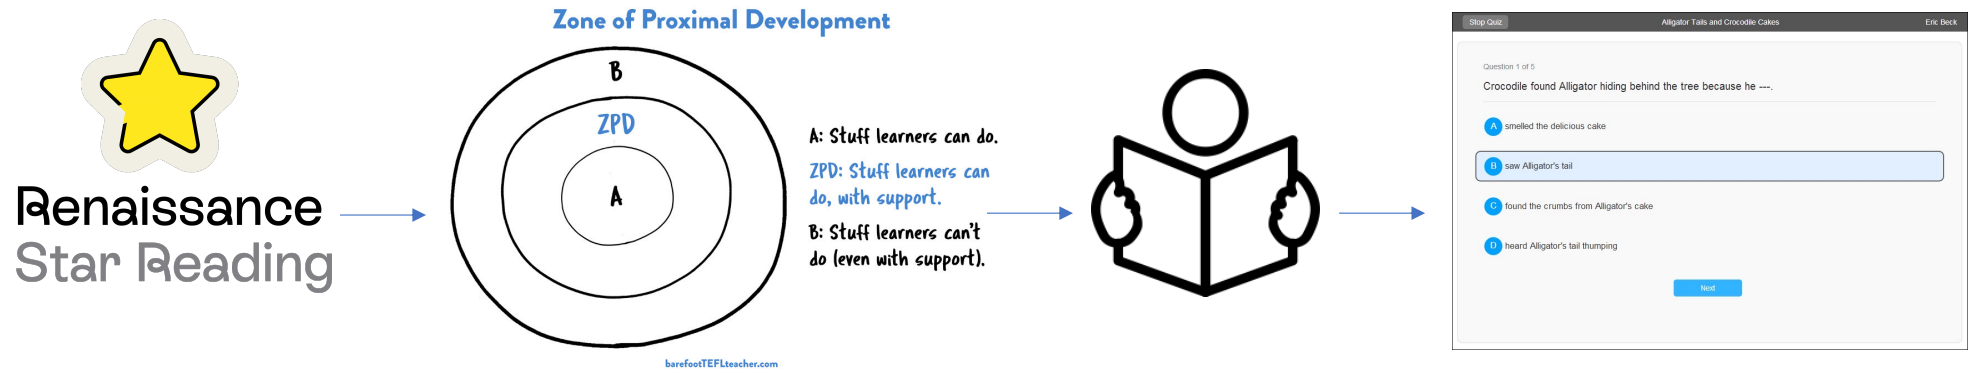 Renaissance
Star Reading
Zone of Proximal Development
B
ZPD
A
A: Stuff learners can do.
ZPD: Stuff learners can
do, with support.
B: Stuff learners can't
do (even with support).
barefootTEFLteacher.com
Stop Quiz
Alligator Tails and Crocodile Cakes
Eric Beck
Question 1 of 5
Crocodile found Alligator hiding behind the tree because he ---.
A smelled the delicious cake
B saw Alligator's tail
C found the crumbs from Alligator's cake
D heard Alligator's tail thumping
Next